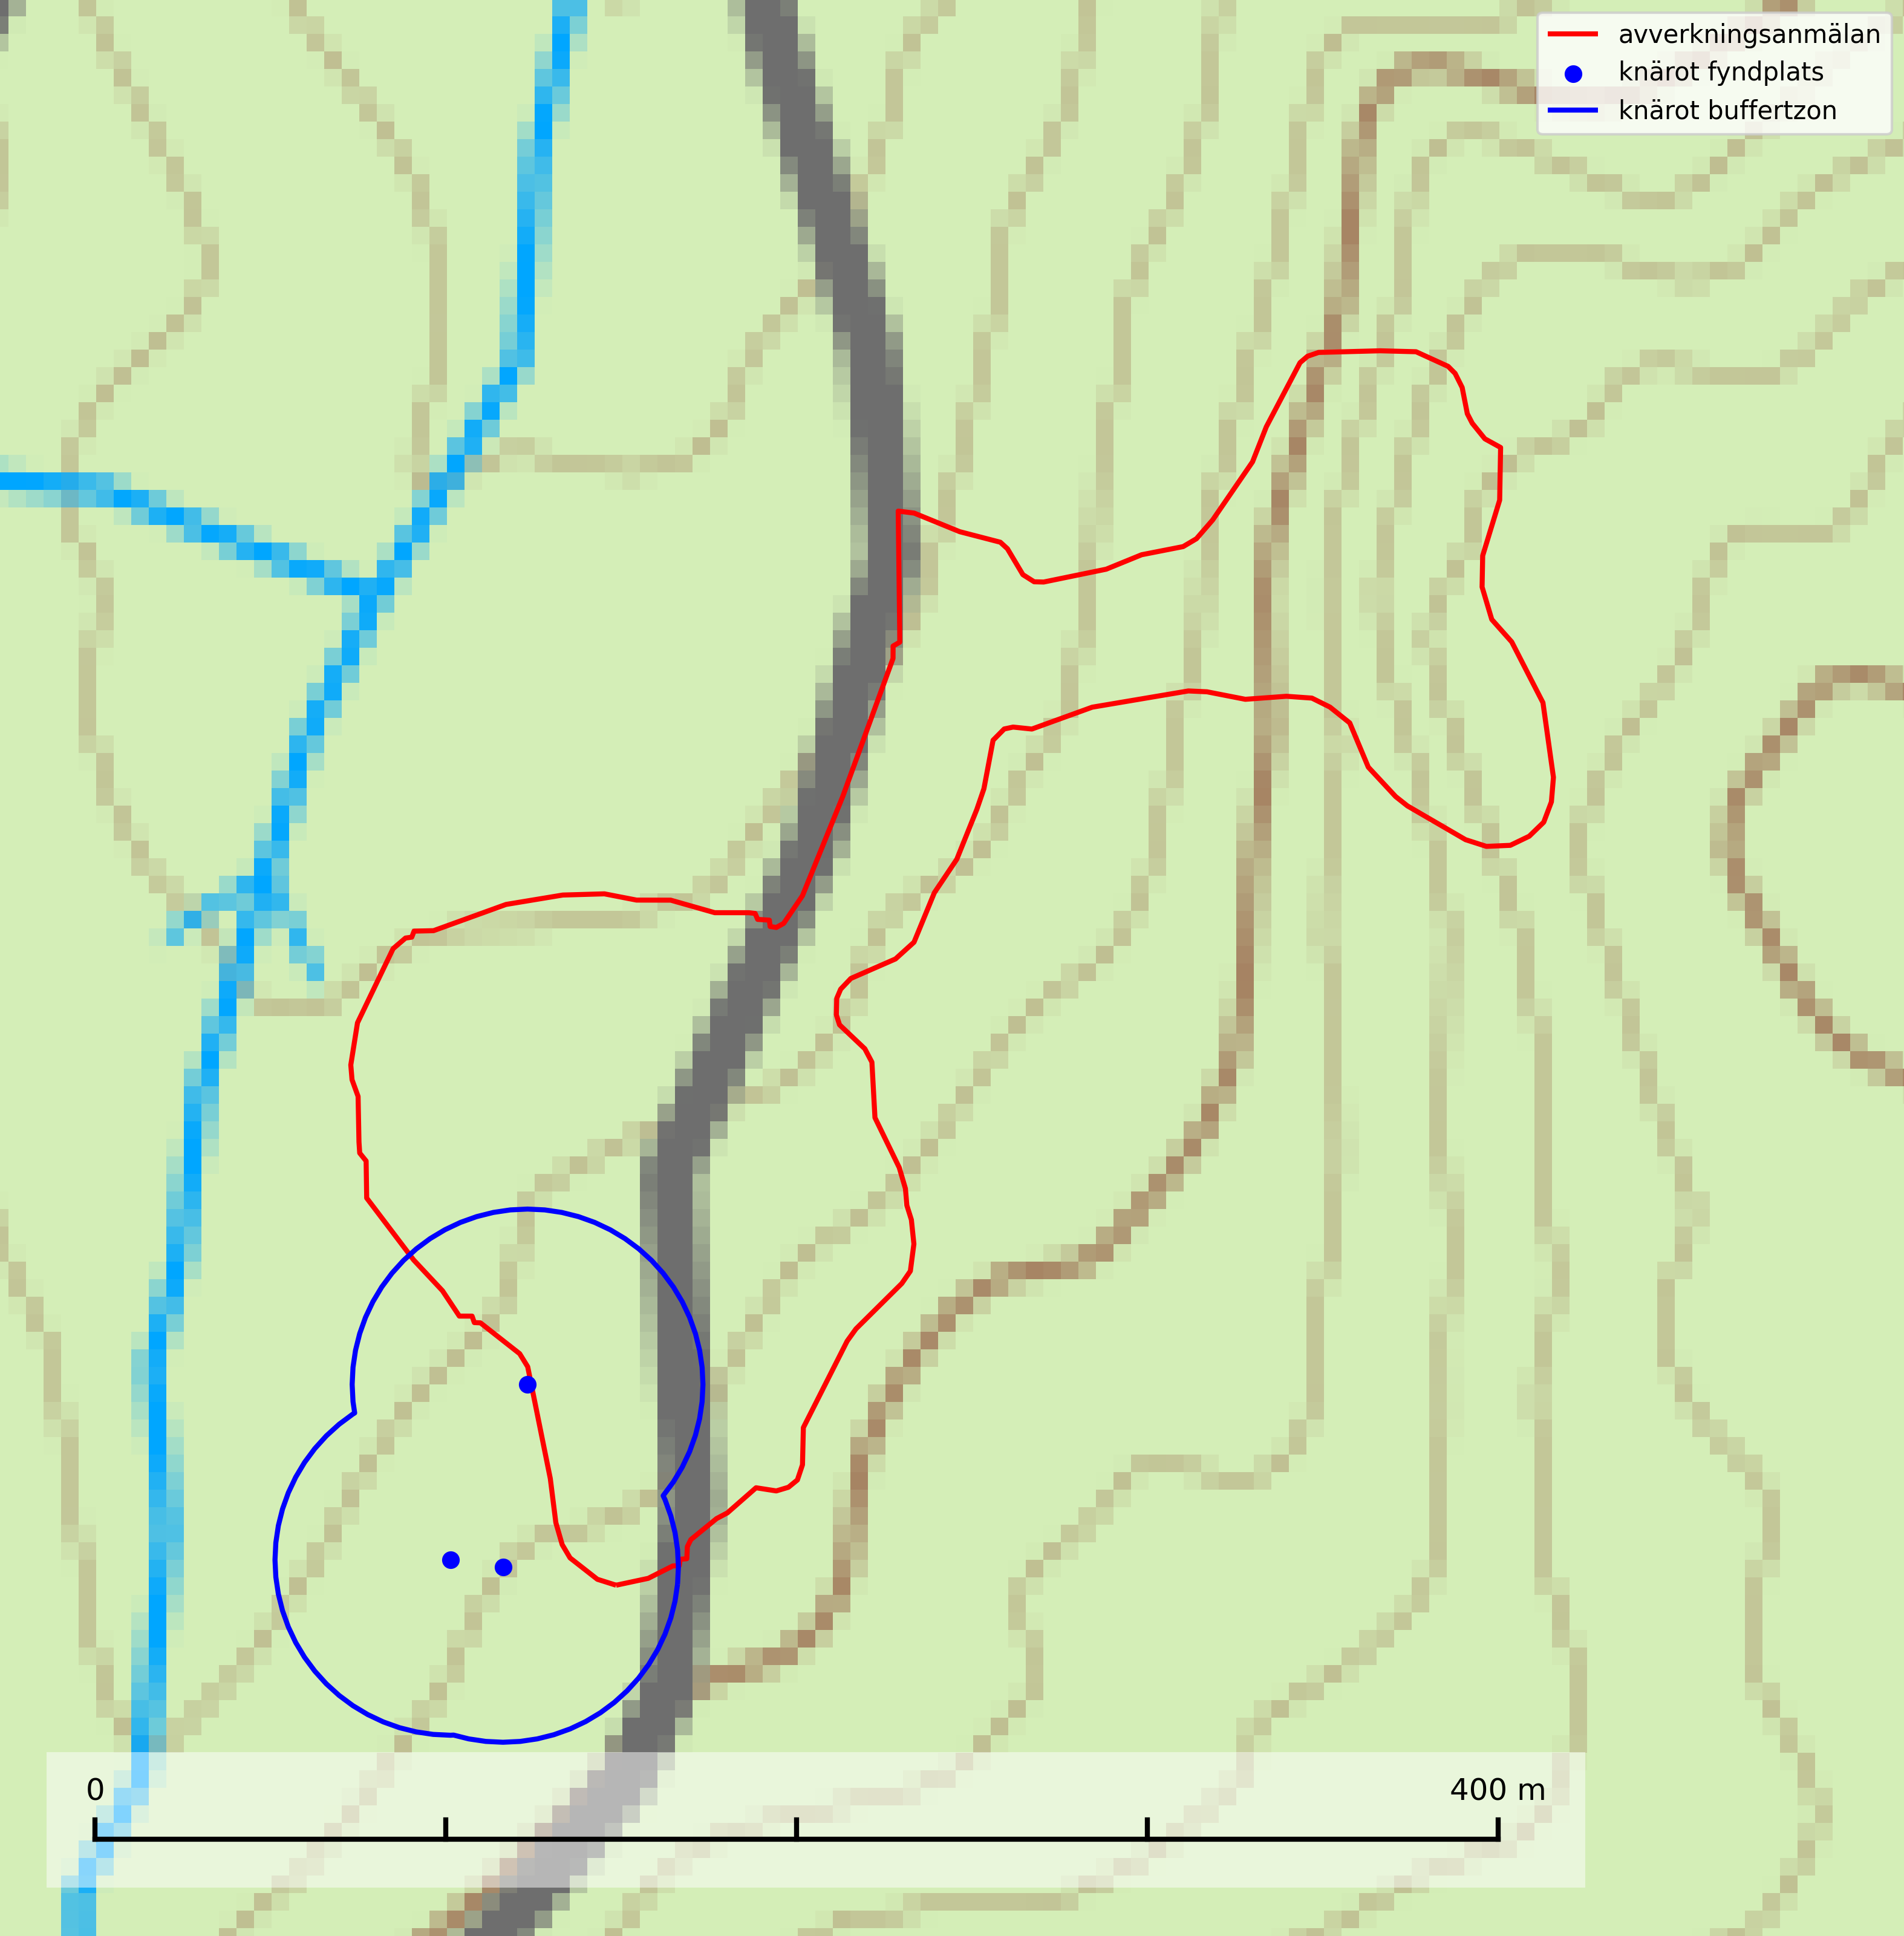 avverkningsanmälan
knärot fyndplats
knärot buffertzon
0 400 m